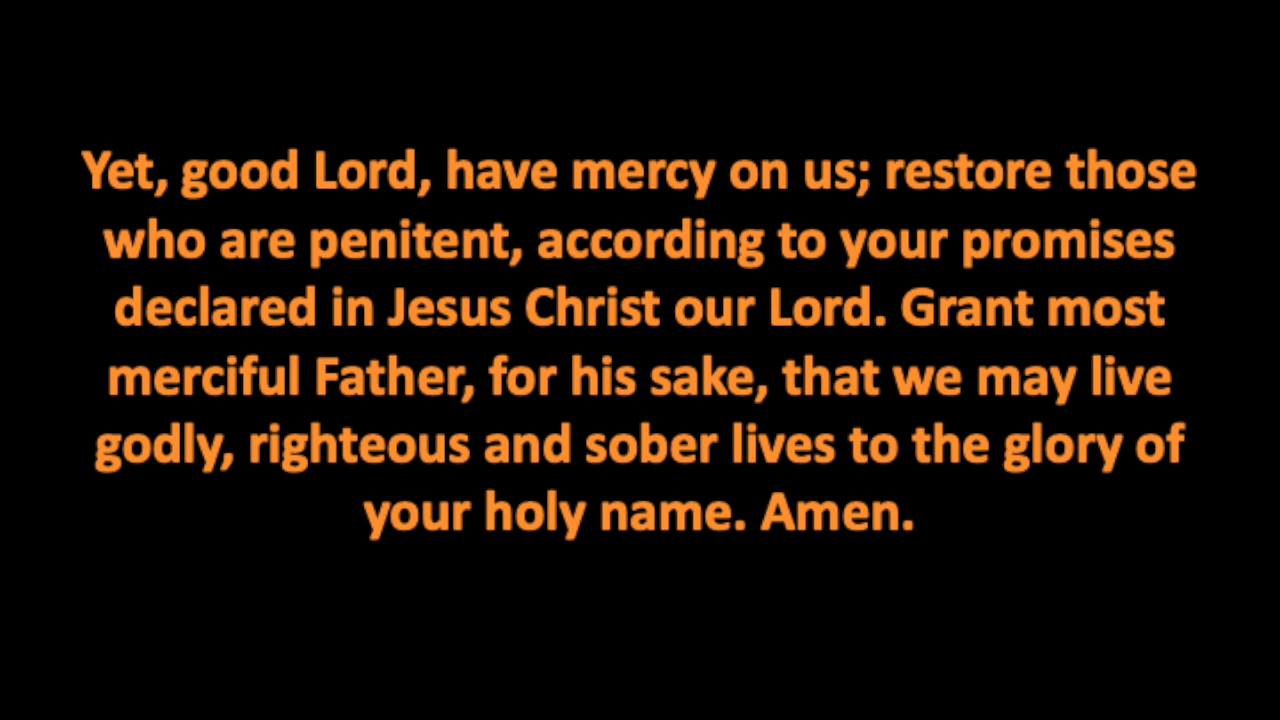 Yet, good Lord, have mercy on us; restore those
who are penitent, according to your promises
declared in Jesus Christ our Lord. Grant most
merciful Father, for his sake, that we may live
godly, righteous and sober lives to the glory of
your holy name. Amen.